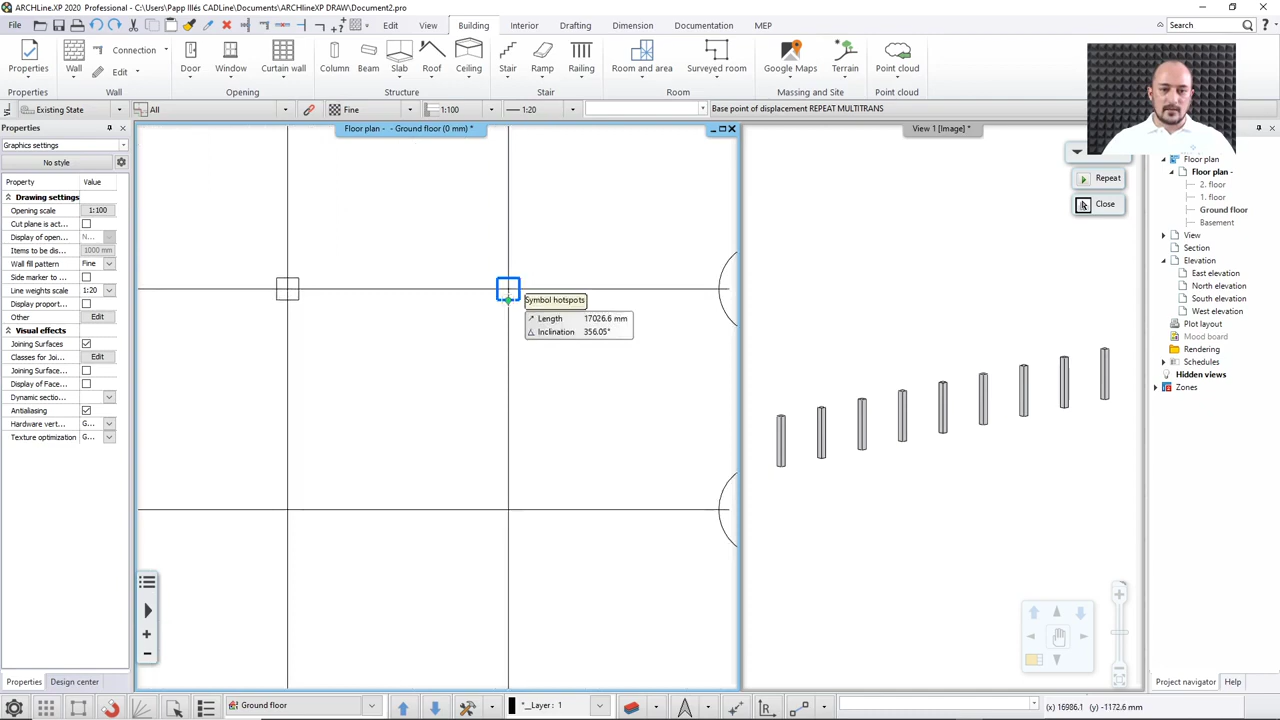 ARCHLine.XP 2020 Professional - C:\Users\Papp Illés CADLine\Documents\ARCHlineXP DRAW\Document2.pro
File
Edit
View
Building
Interior
Drafting
Dimension
Documentation
MEP
Search
Properties
Wall
Connection
Edit
Door
Window
Curtain wall
Column
Beam
Slab
Roof
Ceiling
Stair
Ramp
Railing
Room and area
Surveyed room
Google Maps
Terrain
Point cloud
Properties
Wall
Opening
Structure
Stair
Room
Massing and Site
Point cloud
Existing State
All
Fine
1:100
1:20
Base point of displacement REPEAT MULTITRANS
Properties
Graphics settings
No style
Property Value
Drawing settings
Opening scale 1:100
Cut plane is act...
Display of open... N...
Items to be dis... 1000 mm
Wall fill pattern Fine
Side marker to ...
Line weights scale 1:20
Display proport...
Other Edit
Visual effects
Joining Surfaces
Classes for Joi... Edit
Joining Surface...
Display of Face...
Dynamic sectio...
Antialiasing
Hardware vert... G...
Texture optimization G...
Properties
Design center
Floor plan - - Ground floor (0 mm) *
Symbol hotspots
Length 17026.6 mm
Inclination 356.05°
View 1 [Image] *
Repeat
Close
Floor plan
Floor plan -
2. floor
1. floor
Ground floor
Basement
View
Section
Elevation
East elevation
North elevation
South elevation
West elevation
Plot layout
Mood board
Rendering
Schedules
Hidden views
Zones
Project navigator
Help
Ground floor
*_Layer: 1
(x) 16986.1 (y) -1172.6 mm